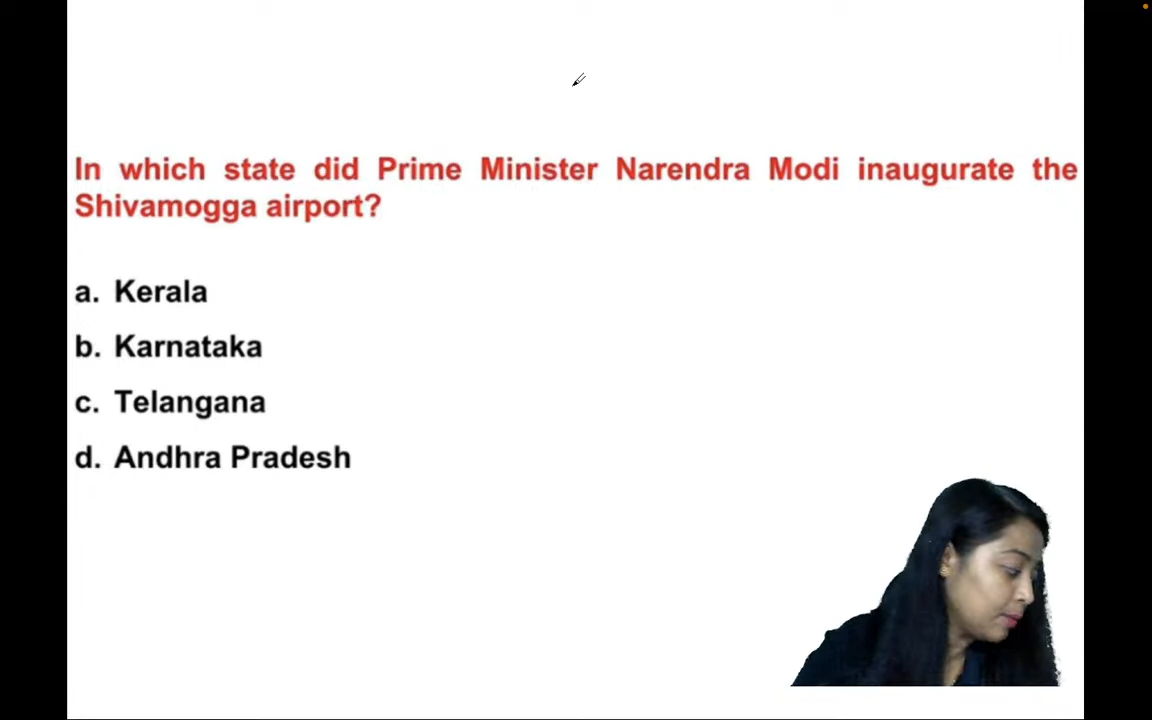 In which state did Prime Minister Narendra Modi inaugurate the
Shivamogga airport?
a. Kerala
b. Karnataka
c. Telangana
d. Andhra Pradesh